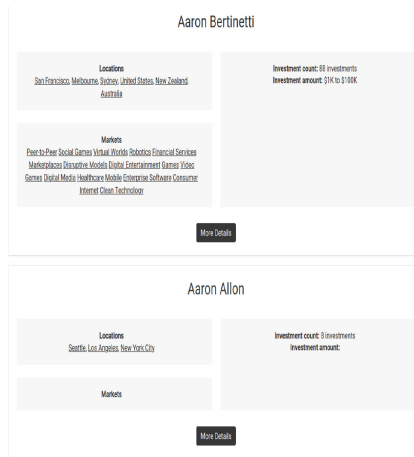 Aaron Bertinetti
Locations
San Francisco, Melbourne, Sydney, United States, New Zealand,
Australia
Investment count: 88 investments
Investment amount: $1K to $100K
Markets
Peer-to-Peer Social Games Virtual Worlds Robotics Financial Services
Marketplaces Disruptive Models Digital Entertainment Games Video
Games Digital Media Healthcare Mobile Enterprise Software Consumer
Internet Clean Technology
More Details
Aaron Allon
Locations
Seattle, Los Angeles, New York City
Investment count: 8 investments
Investment amount:
Markets
More Details